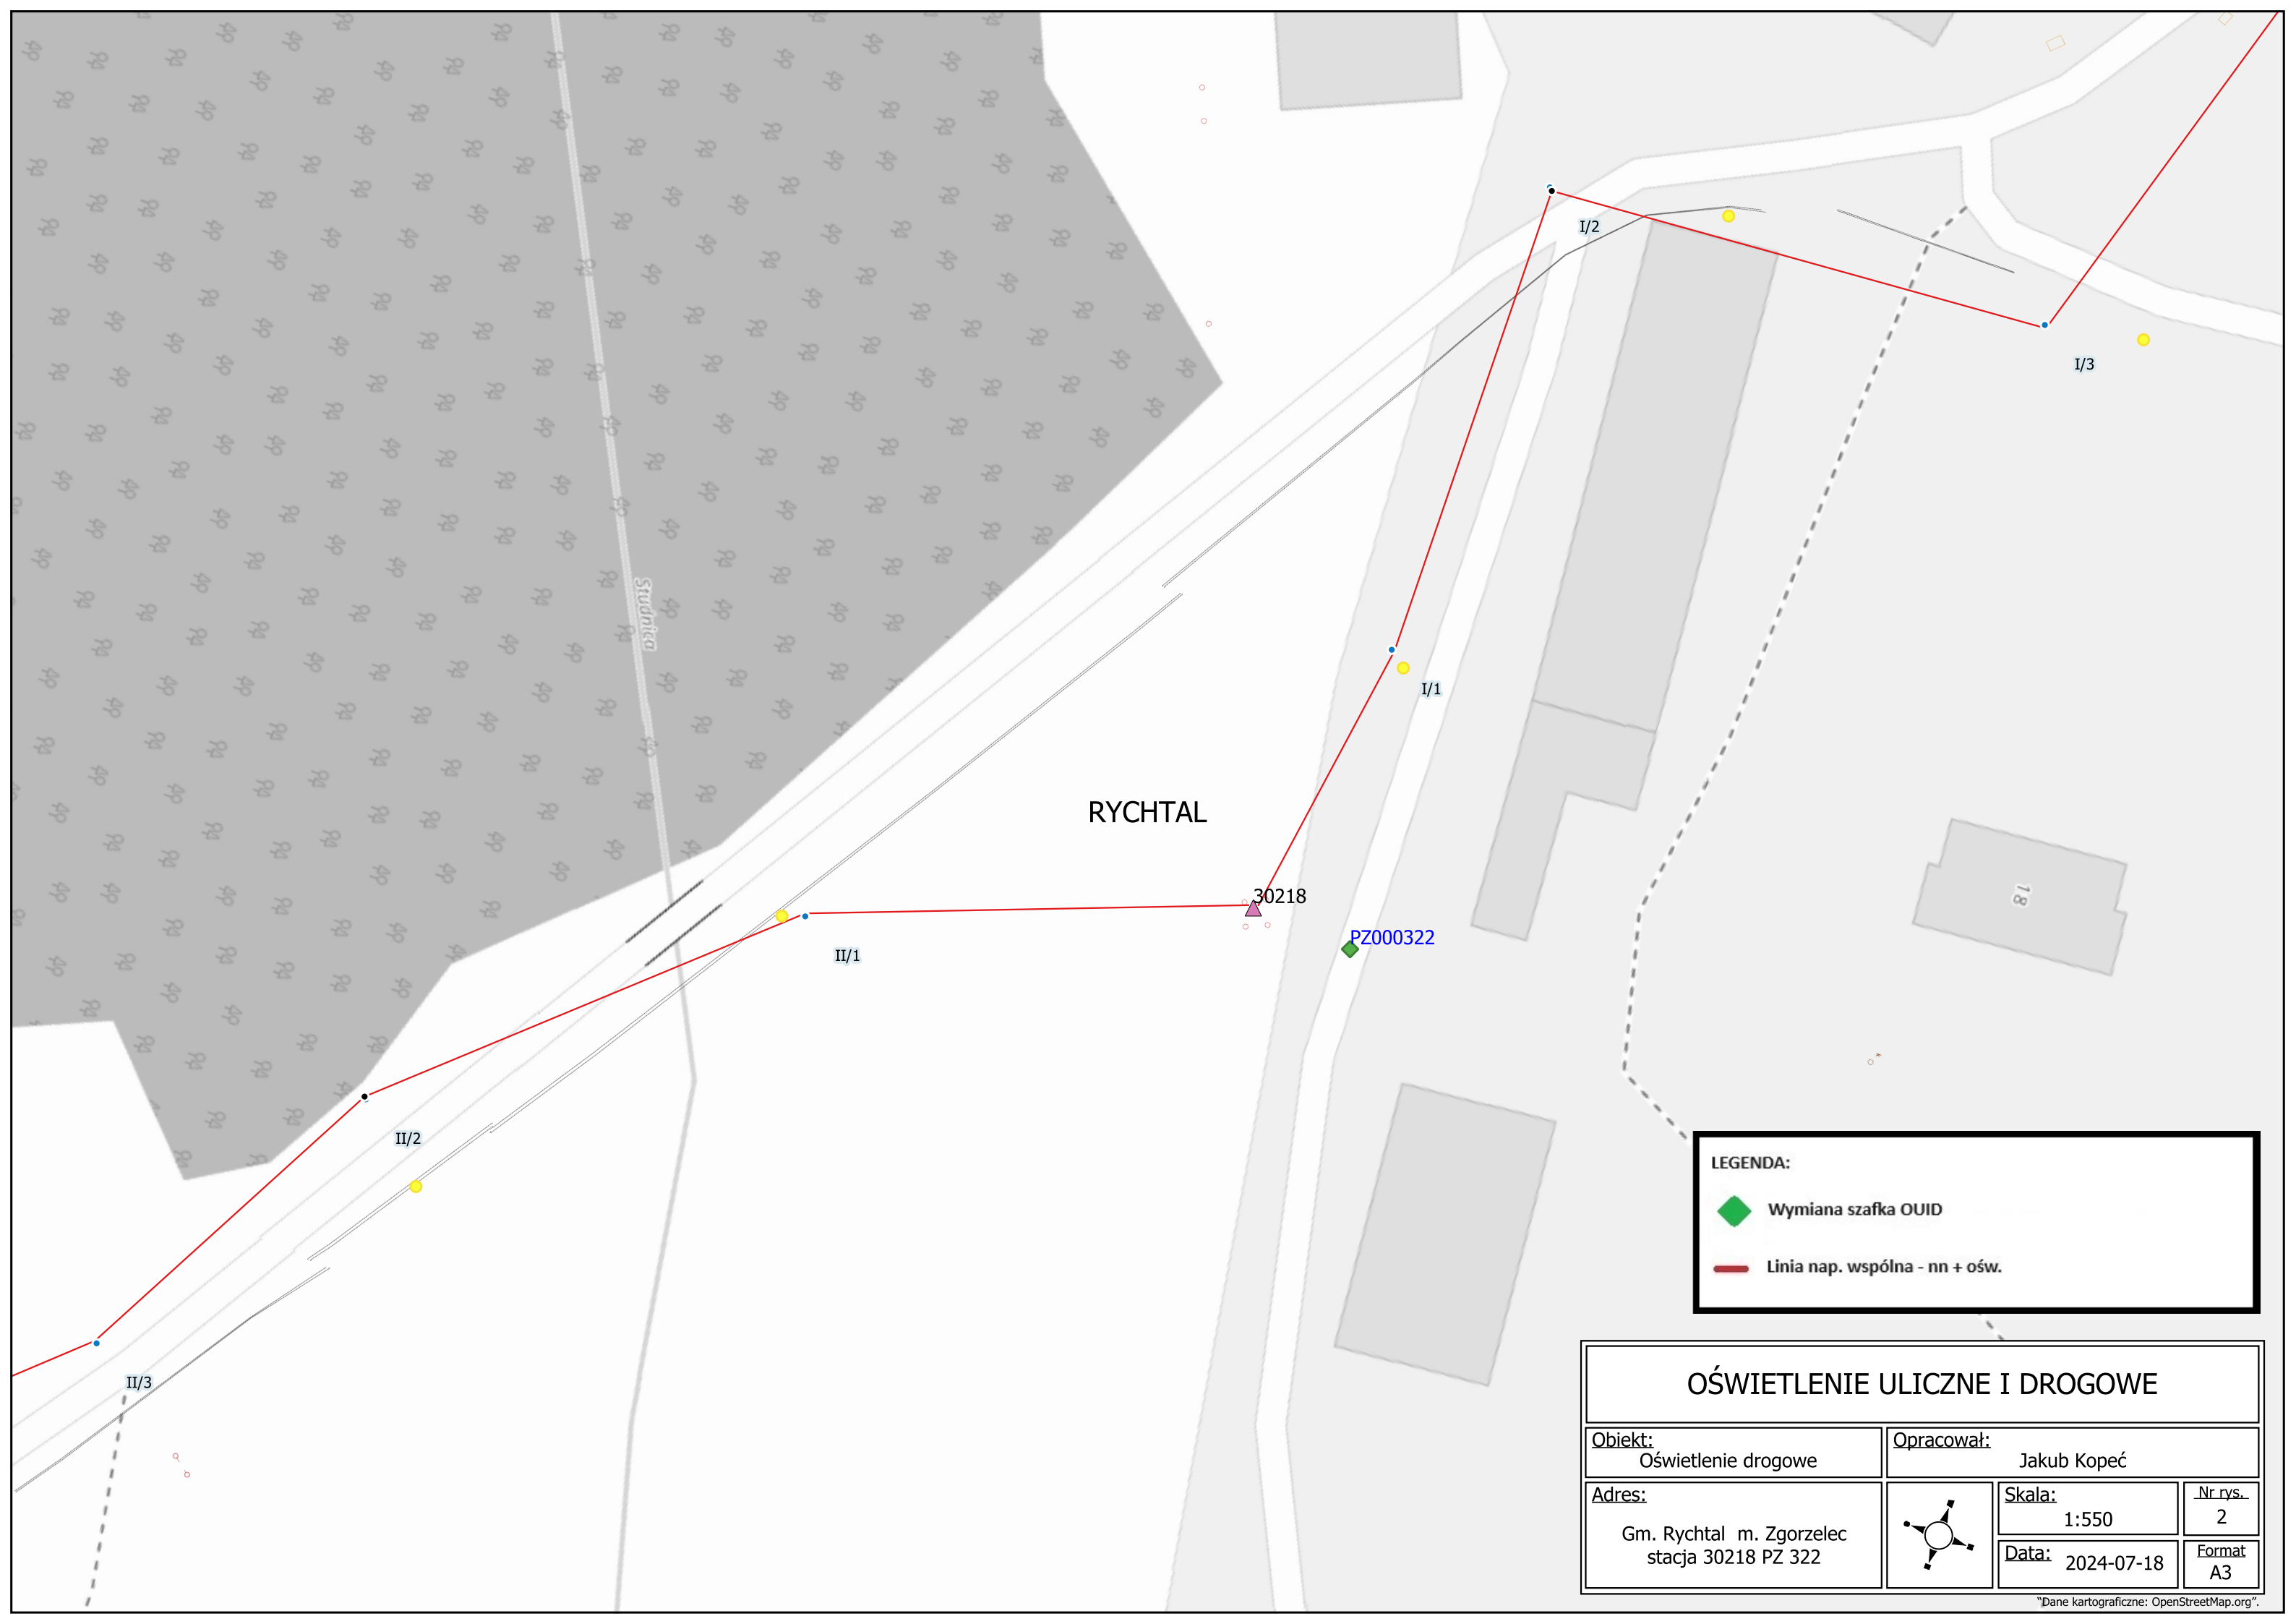 I/2
I/3
Studnica
I/1
RYCHTAL
30218
PZ000322
18
II/1
II/2
II/3
LEGENDA:
Wymiana szafka OUID
Linia nap. wspólna - nn + ośw.
OŚWIETLENIE ULICZNE I DROGOWE
Obiekt:
Oświetlenie drogowe
Opracował:
Jakub Kopeć
Adres:
Gm. Rychtal m. Zgorzelec
stacja 30218 PZ 322
Skala:
1:550
Nr rys.
2
Data: 2024-07-18
Format
A3
"Dane kartograficzne: OpenStreetMap.org".